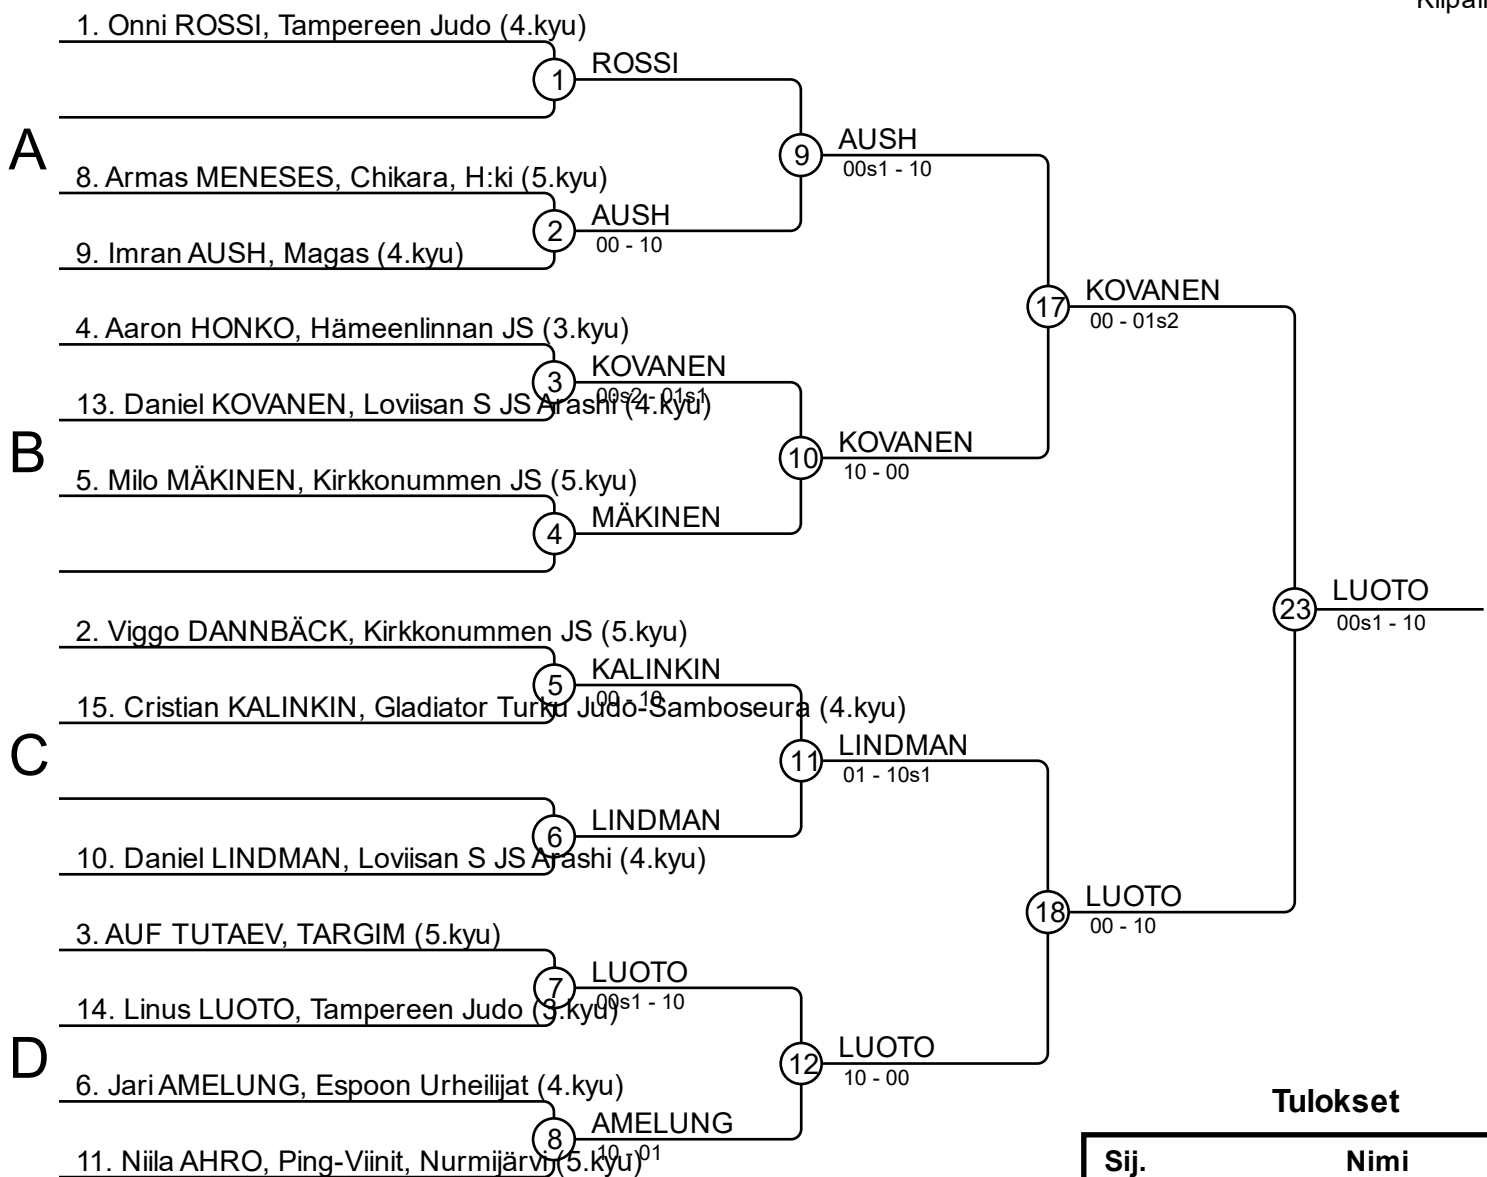 1. Onni ROSSI, Tampereen Judo (4.kyu)
1
ROSSI
A
8. Armas MENESES, Chikara, H:ki (5.kyu)
2
AUSH
00 - 10
9. Imran AUSH, Magas (4.kyu)
9
AUSH
00s1 - 10
4. Aaron HONKO, Hämeenlinnan JS (3.kyu)
3
KOVANEN
00s2 - 01s1
13. Daniel KOVANEN, Loviisan S JS Arashi (4.kyu)
B
10
KOVANEN
10 - 00
5. Milo MÄKINEN, Kirkkonummen JS (5.kyu)
4
MÄKINEN
17
KOVANEN
00 - 01s2
2. Viggo DANNBÄCK, Kirkkonummen JS (5.kyu)
5
KALINKIN
00 - 10
15. Cristian KALINKIN, Gladiator Turku Judo-Samboseura (4.kyu)
C
11
LINDMAN
01 - 10s1
6
LINDMAN
10. Daniel LINDMAN, Loviisan S JS Arashi (4.kyu)
23
LUOTO
00s1 - 10
3. AUF TUTAEV, TARGIM (5.kyu)
7
LUOTO
00s1 - 10
14. Linus LUOTO, Tampereen Judo (3.kyu)
18
LUOTO
00 - 10
D
12
LUOTO
10 - 00
6. Jari AMELUNG, Espoon Urheilijat (4.kyu)
8
AMELUNG
10 - 01
11. Niila AHRO, Ping-Viinit, Nurmijärvi (5.kyu)
Tulokset
Sij. Nimi